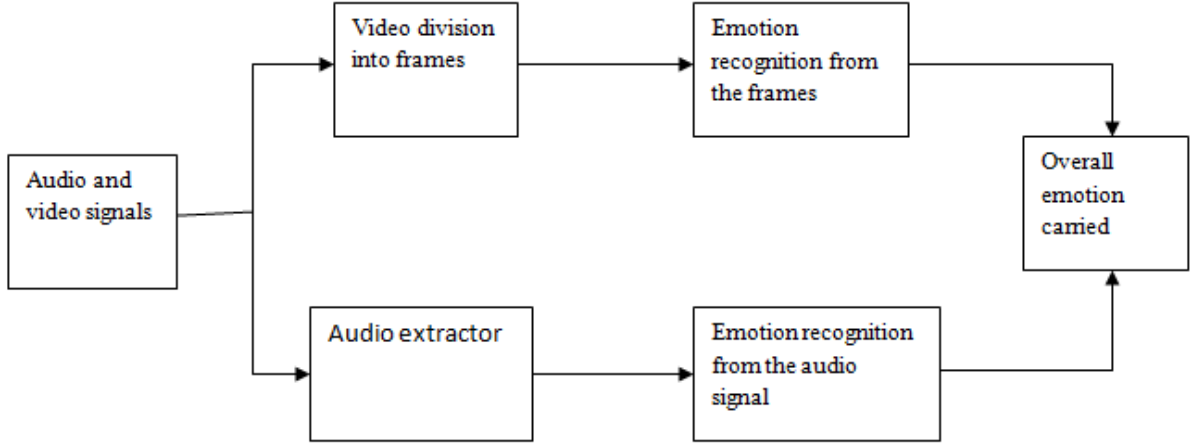 Video division
into frames
Emotion
recognition from
the frames
Audio and
video signals
Overall
emotion
carried
Audio extractor
Emotion recognition
from the audio
signal